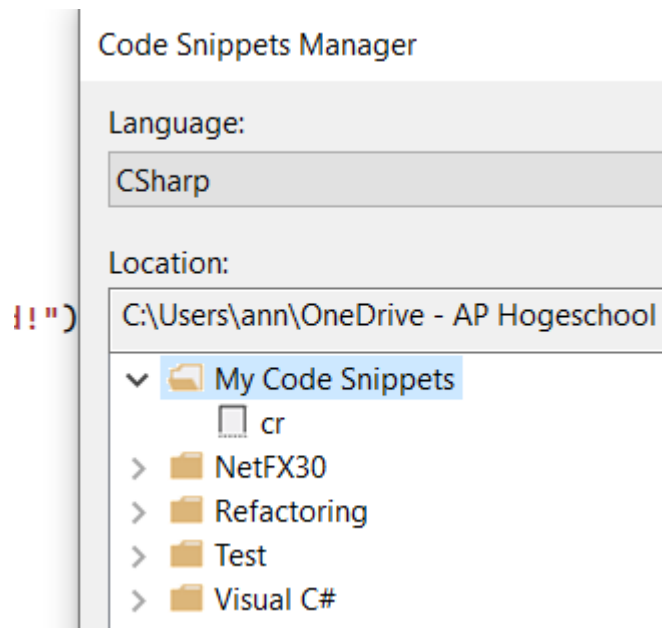 Code Snippets Manager
Language:
CSharp
Location:
!")
C:\Users\ann\OneDrive - AP Hogeschool
My Code Snippets
cr
NetFX30
Refactoring
Test
Visual C#